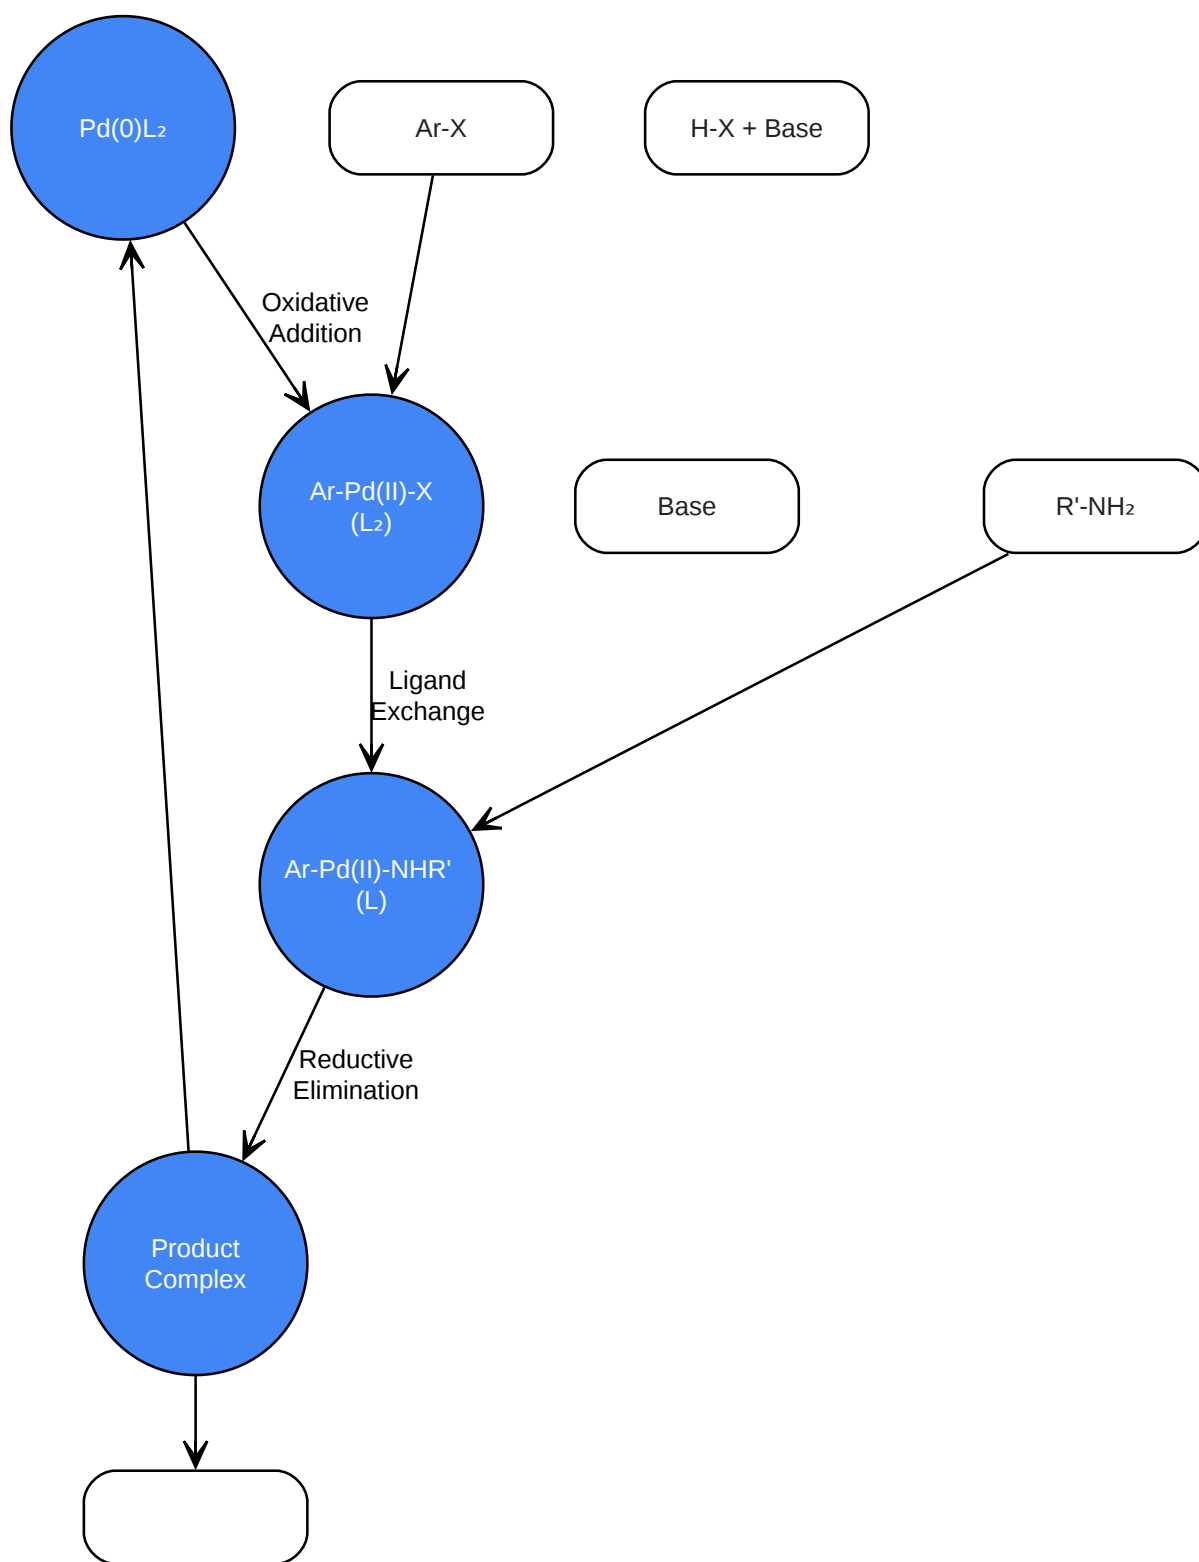 Pd(0)L₂
Ar-X
H-X + Base
Oxidative
Addition
Ar-Pd(II)-X
(L₂)
Base
R'-NH₂
Ligand
Exchange
Ar-Pd(II)-NHR'
(L)
Reductive
Elimination
Product
Complex